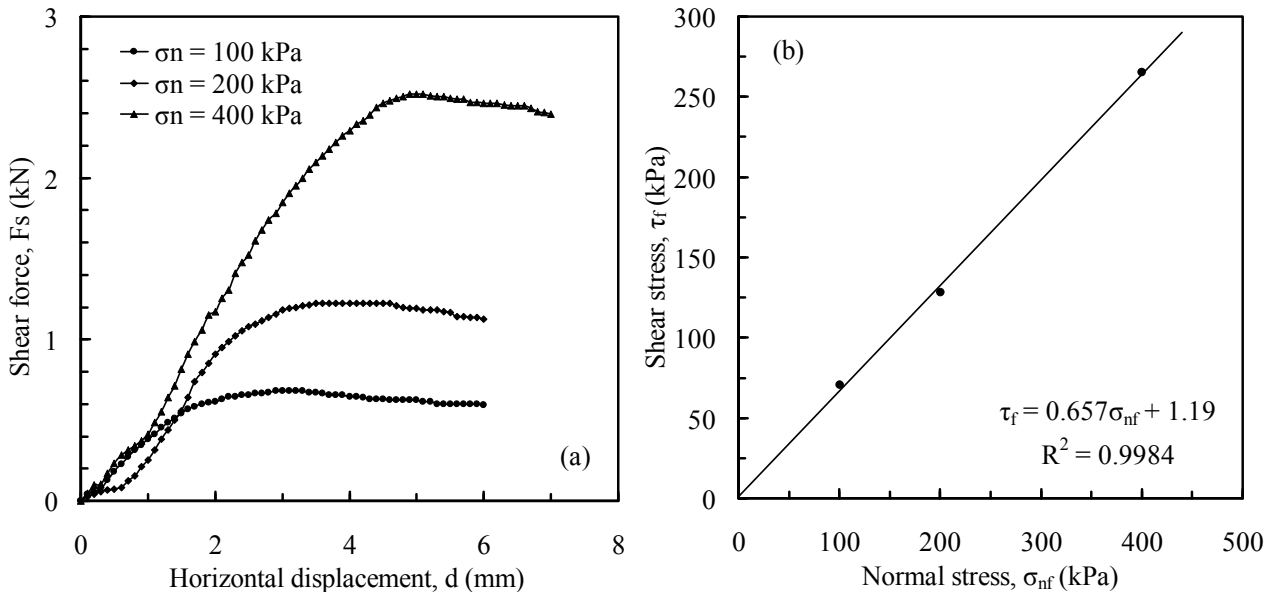 3
2
1
0
Shear force, Fs (kN)
σn = 100 kPa
σn = 200 kPa
σn = 400 kPa
(a)
0 2 4 6 8
Horizontal displacement, d (mm)
300
250
200
150
100
50
0
Shear stress, τf (kPa)
(b)
τf = 0.657σnf + 1.19
R² = 0.9984
0 100 200 300 400 500
Normal stress, σnf (kPa)